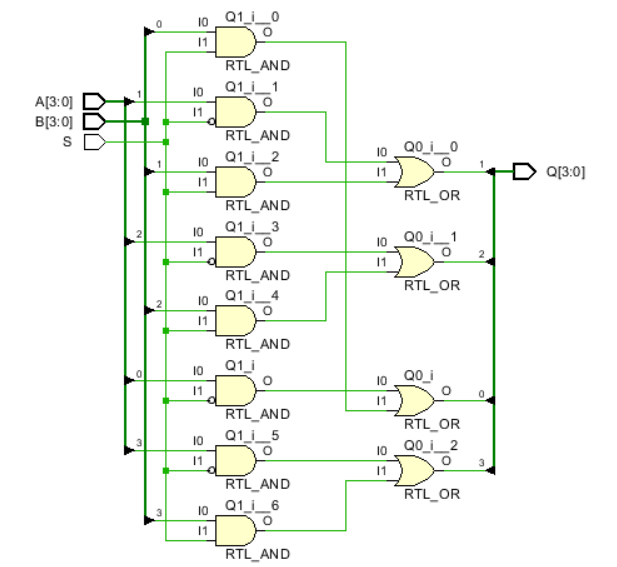 Q1_i__0
0 I0 O
I1
RTL_AND
Q1_i__1
A[3:0] 1 I0 O
B[3:0] I1
RTL_AND
S
Q1_i__2
1 I0 O
I1
RTL_AND
Q0_i__0
I0 O 1 Q[3:0]
I1
RTL_OR
Q1_i__3
2 I0 O
I1
RTL_AND
Q0_i__1
I0 O 2
I1
RTL_OR
Q1_i__4
2 I0 O
I1
RTL_AND
Q1_i
0 I0 O
I1
RTL_AND
Q0_i
I0 O 0
I1
RTL_OR
Q1_i__5
3 I0 O
I1
RTL_AND
Q0_i__2
I0 O 3
I1
RTL_OR
Q1_i__6
3 I0 O
I1
RTL_AND